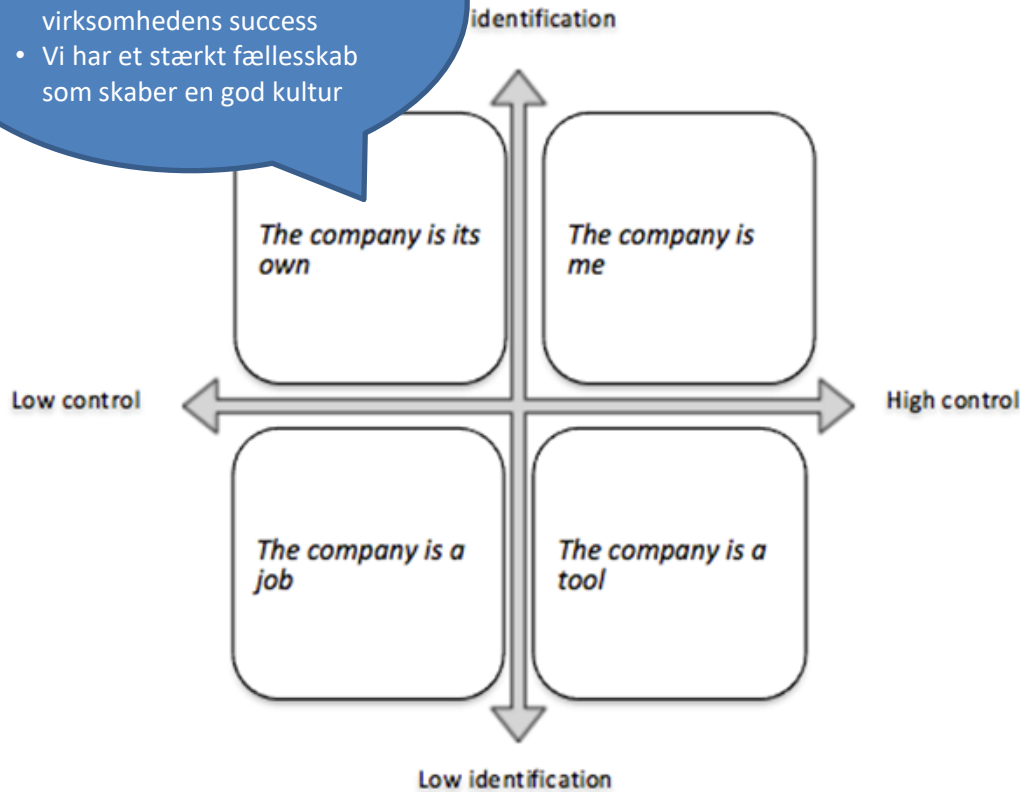 virksomhedens success
• Vi har et stærkt fællesskab
som skaber en god kultur
identification
The company is its
own
The company is
me
Low control
High control
The company is a
job
The company is a
tool
Low identification